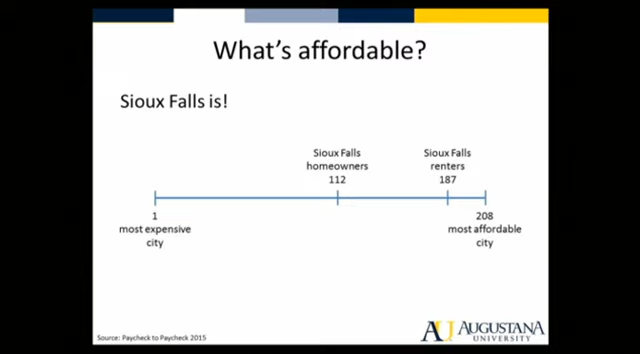 What's affordable?
Sioux Falls is!
Sioux Falls
homeowners
112
Sioux Falls
renters
187
1
most expensive
city
208
most affordable
city
Source: Paycheck to Paycheck 2015
AU AUGUSTANA
UNIVERSITY